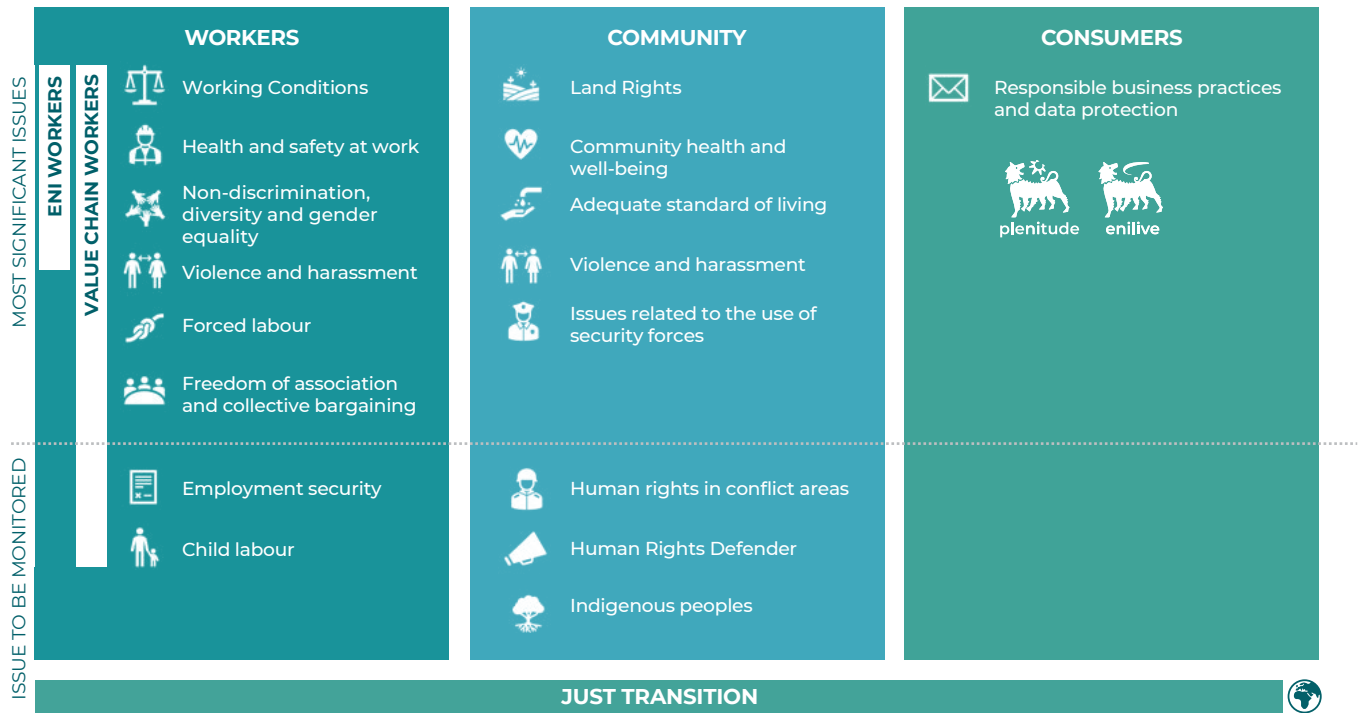 MOST SIGNIFICANT ISSUES
ISSUE TO BE MONITORED
ENI WORKERS
VALUE CHAIN WORKERS
WORKERS
Working Conditions
Health and safety at work
Non-discrimination,
diversity and gender
equality
Violence and harassment
Forced labour
Freedom of association
and collective bargaining
Employment security
Child labour
COMMUNITY
Land Rights
Community health and
well-being
Adequate standard of living
Violence and harassment
Issues related to the use of
security forces
Human rights in conflict areas
Human Rights Defender
Indigenous peoples
CONSUMERS
Responsible business practices
and data protection
plenitude
enilive
JUST TRANSITION